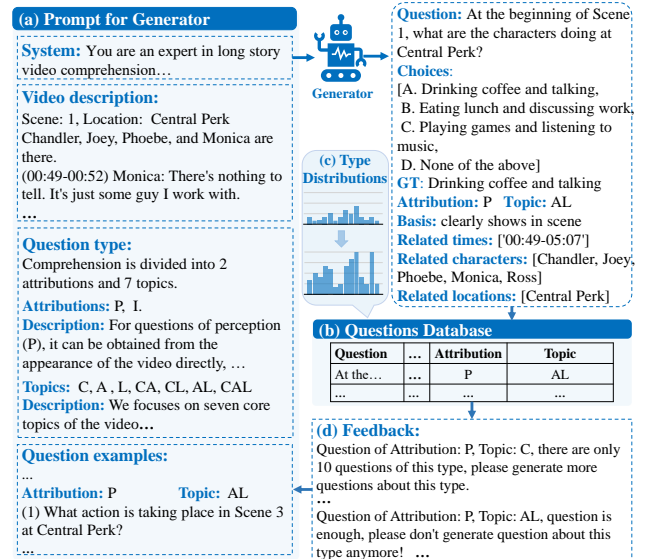 (a) Prompt for Generator
System: You are an expert in long story
video comprehension…
Video description:
Scene: 1, Location: Central Perk
Chandler, Joey, Phoebe, and Monica are
there.
(00:49-00:52) Monica: There's nothing to
tell. It's just some guy I work with.
...
Question type:
Comprehension is divided into 2
attributions and 7 topics.
Attributions: P, I.
Description: For questions of perception
(P), it can be obtained from the
appearance of the video directly, …
Topics: C, A , L, CA, CL, AL, CAL
Description: We focuses on seven core
topics of the video...
Question examples:
...
Attribution: P Topic: AL
(1) What action is taking place in Scene 3
at Central Perk?
...
Generator
(c) Type
Distributions
Question: At the beginning of Scene
1, what are the characters doing at
Central Perk?
Choices:
[A. Drinking coffee and talking,
B. Eating lunch and discussing work,
C. Playing games and listening to
music,
D. None of the above]
GT: Drinking coffee and talking
Attribution: P Topic: AL
Basis: clearly shows in scene
Related times: ['00:49-05:07']
Related characters: [Chandler, Joey,
Phoebe, Monica, Ross]
Related locations: [Central Perk]
(b) Questions Database
Question ... Attribution Topic
At the… ... P AL
... ... ... ...
(d) Feedback:
Question of Attribution: P, Topic: C, there are only
10 questions of this type, please generate more
questions about this type.
...
Question of Attribution: P, Topic: AL, question is
enough, please don't generate question about this
type anymore! ...